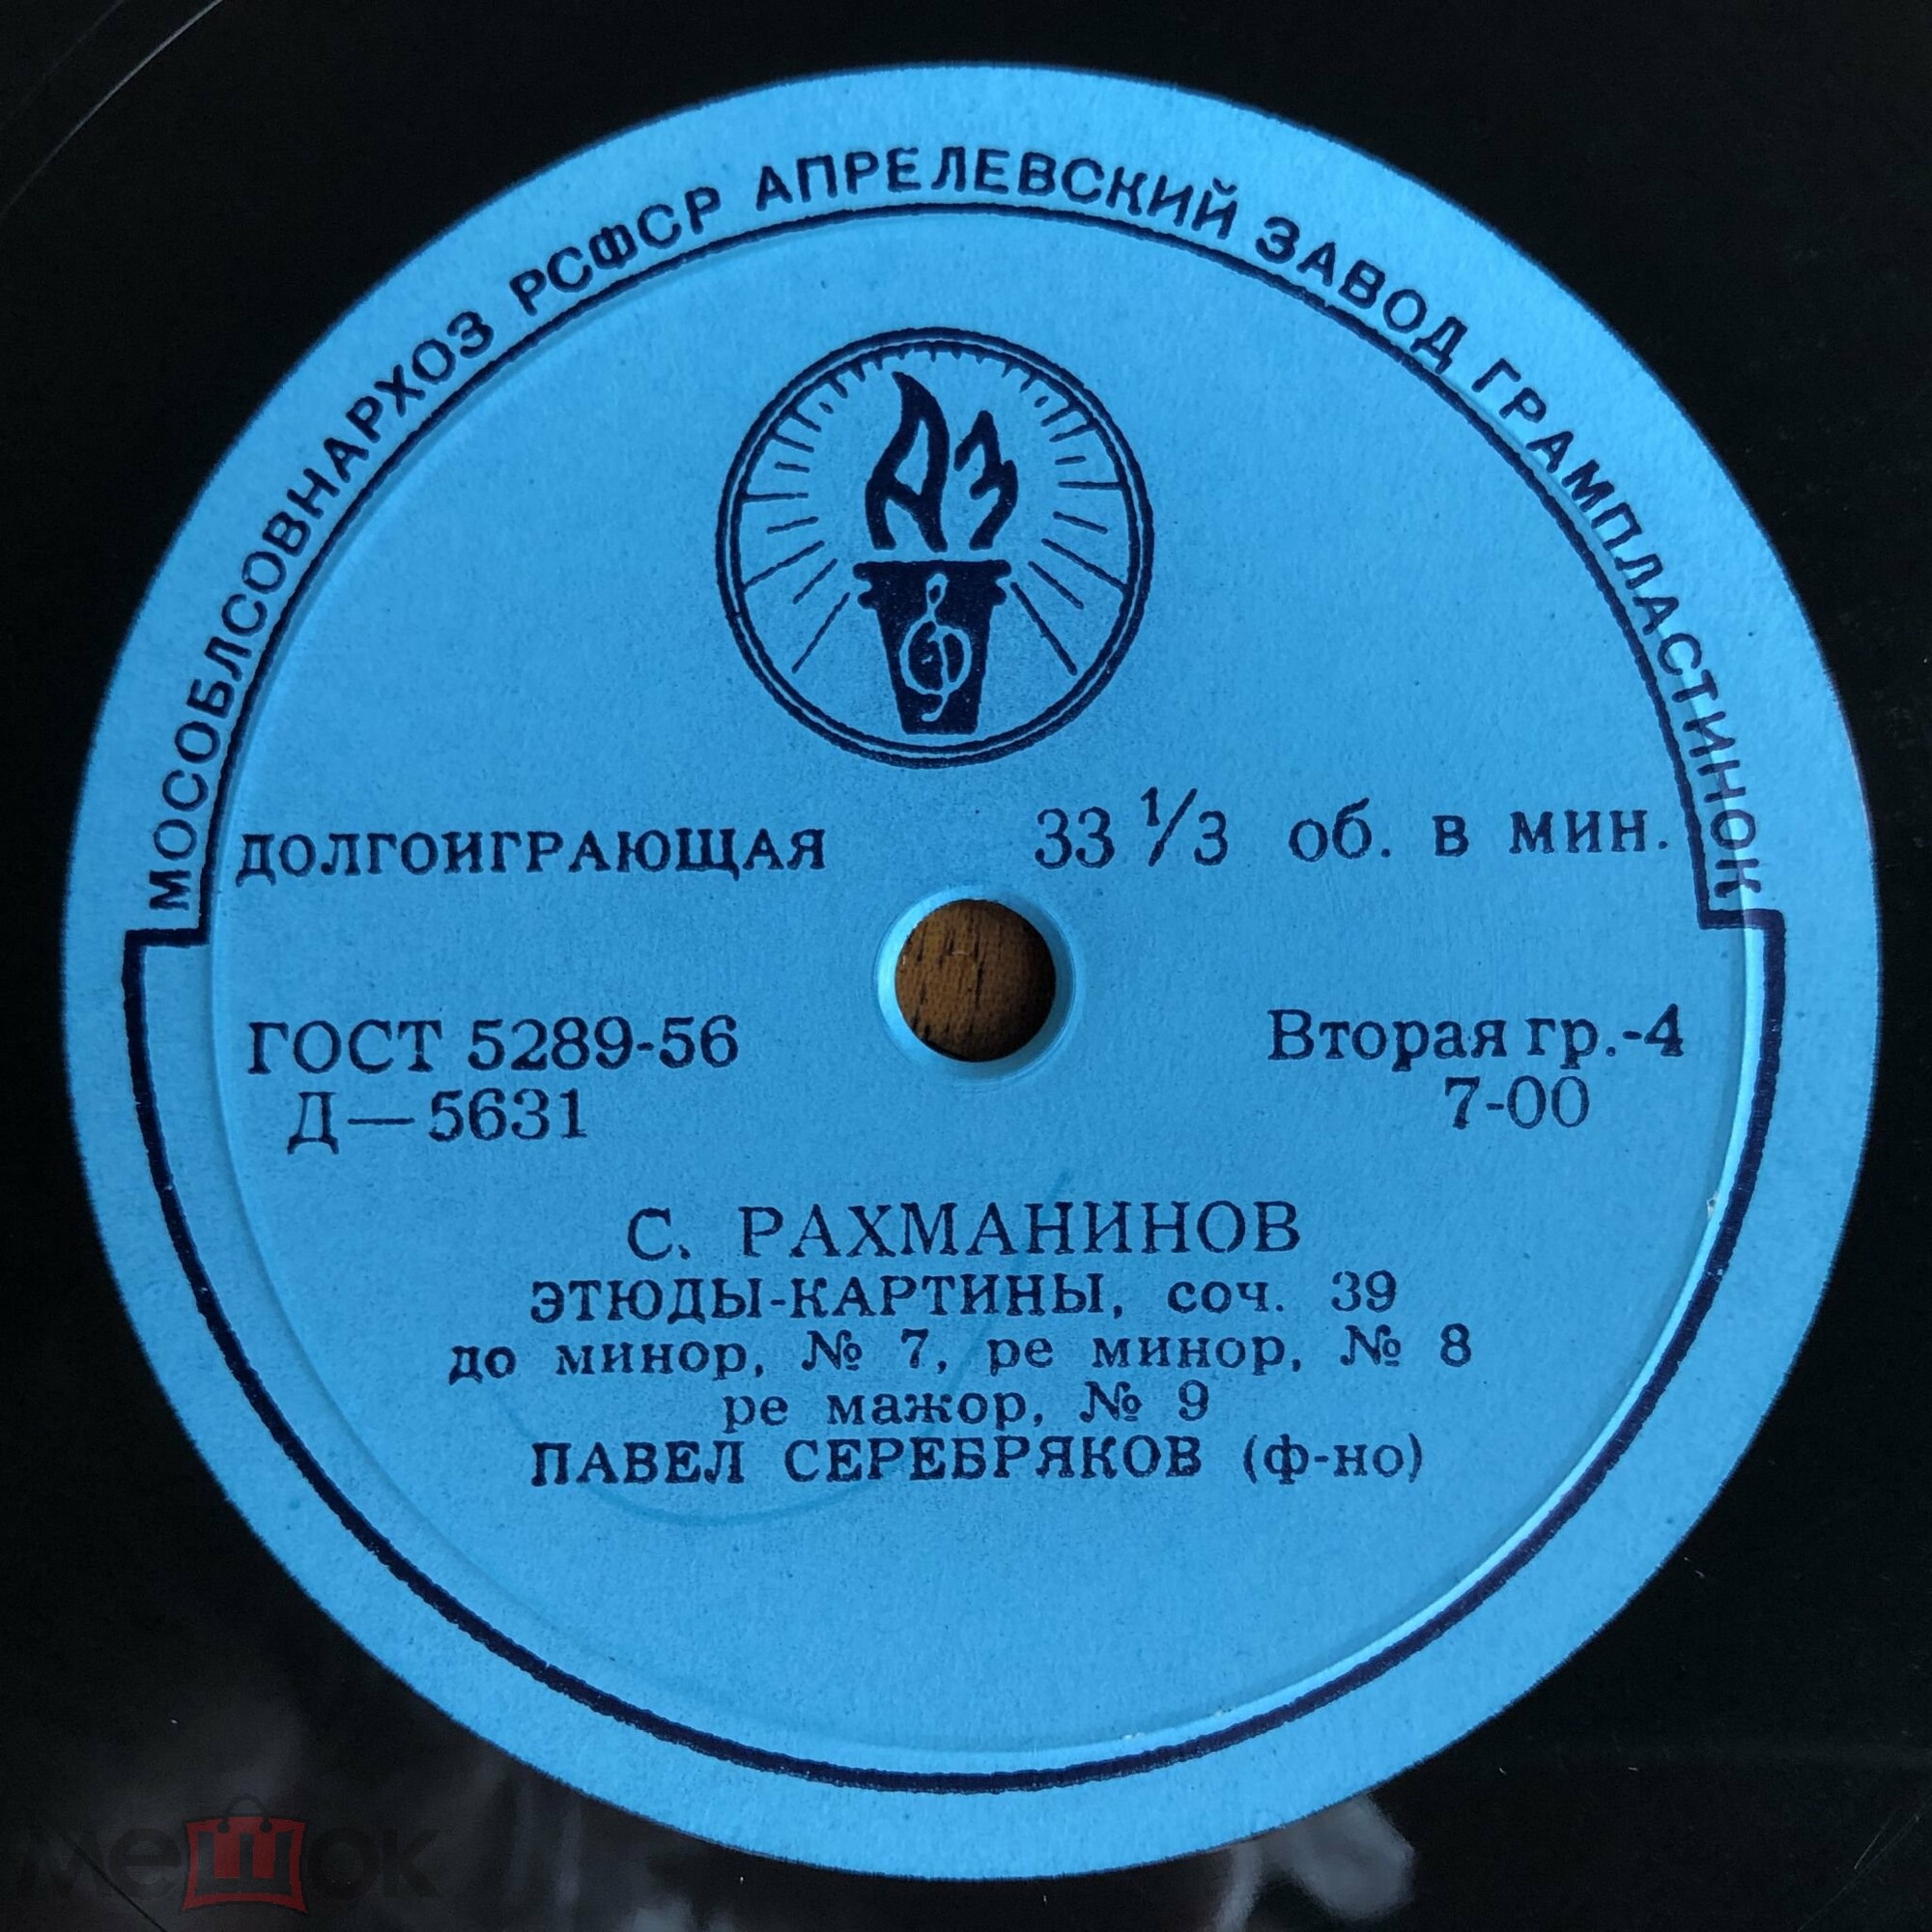 МОСОБЛСОВНАРХОЗ РСФСР АПРЕЛЕВСКИЙ ЗАВОД ГРАМПЛАСТИНОК
АЗ
ДОЛГОИГРАЮЩАЯ 33 1/3 об. в мин.
ГОСТ 5289-56 Вторая гр.-4
Д—5631 7-00
С. РАХМАНИНОВ
ЭТЮДЫ-КАРТИНЫ, соч. 39
до минор, № 7, ре минор, № 8
ре мажор, № 9
ПАВЕЛ СЕРЕБРЯКОВ (ф-но)
мешок